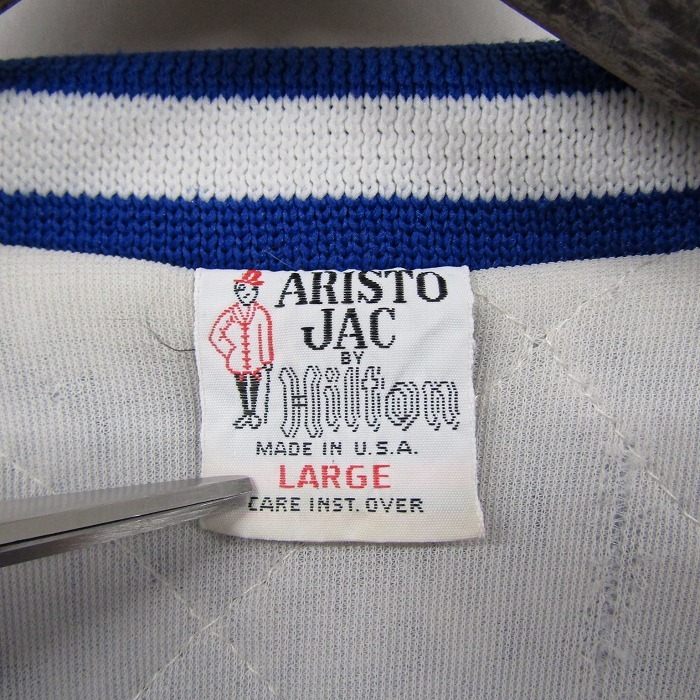 ARISTO
JAC
BY
Hilton
MADE IN U.S.A.
LARGE
CARE INST. OVER